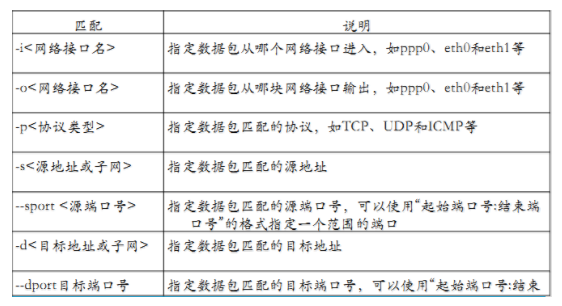 匹配 说明
-i<网络接口名> 指定数据包从哪个网络接口进入，如ppp0、eth0和eth1等
-o<网络接口名> 指定数据包从哪块网络接口输出，如ppp0、eth0和eth1等
-p<协议类型> 指定数据包匹配的协议，如TCP、UDP和ICMP等
-s<源地址或子网> 指定数据包匹配的源地址
--sport <源端口号> 指定数据包匹配的源端口号，可以使用“起始端口号:结束端
口号”的格式指定一个范围的端口
-d<目标地址或子网> 指定数据包匹配的目标地址
--dport目标端口号 指定数据包匹配的目标端口号，可以使用“起始端口号:结束